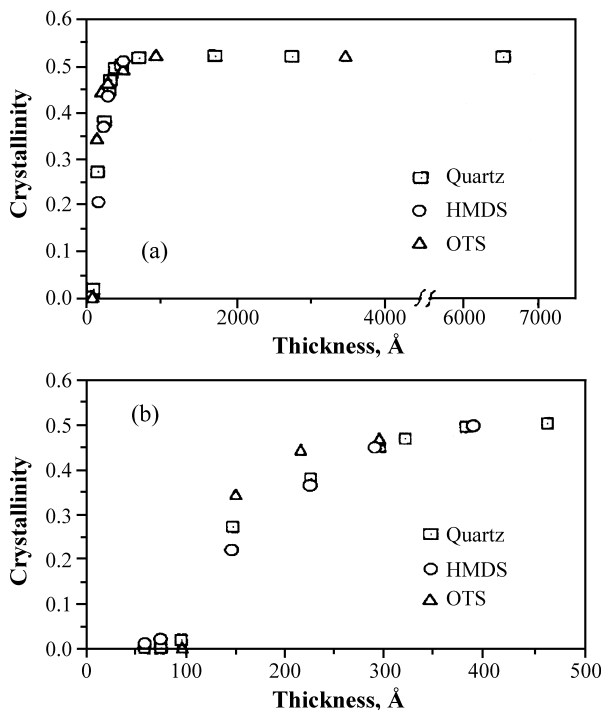 0.6
0.5
0.4
0.3
0.2
0.1
0.0
Crystallinity
Quartz
HMDS
OTS
(a)
0 2000 4000 6000 7000
Thickness, Å
0.6
0.5
0.4
0.3
0.2
0.1
0.0
Crystallinity
(b)
Quartz
HMDS
OTS
0 100 200 300 400 500
Thickness, Å